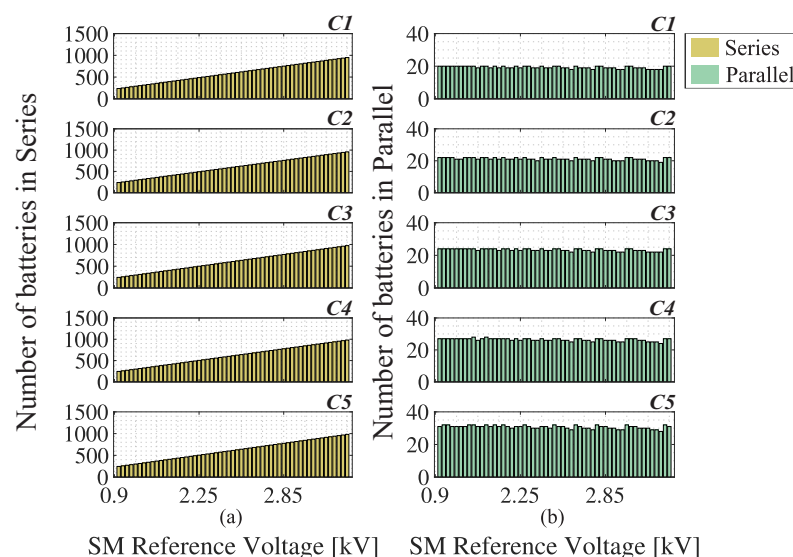 Number of batteries in Series
C1
1500
1000
500
0
C2
1500
1000
500
0
C3
1500
1000
500
0
C4
1500
1000
500
0
C5
1500
1000
500
0
0.9 2.25 2.85
(a)
SM Reference Voltage [kV]
Number of batteries in Parallel
C1
40
20
0
C2
40
20
0
C3
40
20
0
C4
40
20
0
C5
40
20
0
0.9 2.25 2.85
(b)
SM Reference Voltage [kV]
Series
Parallel